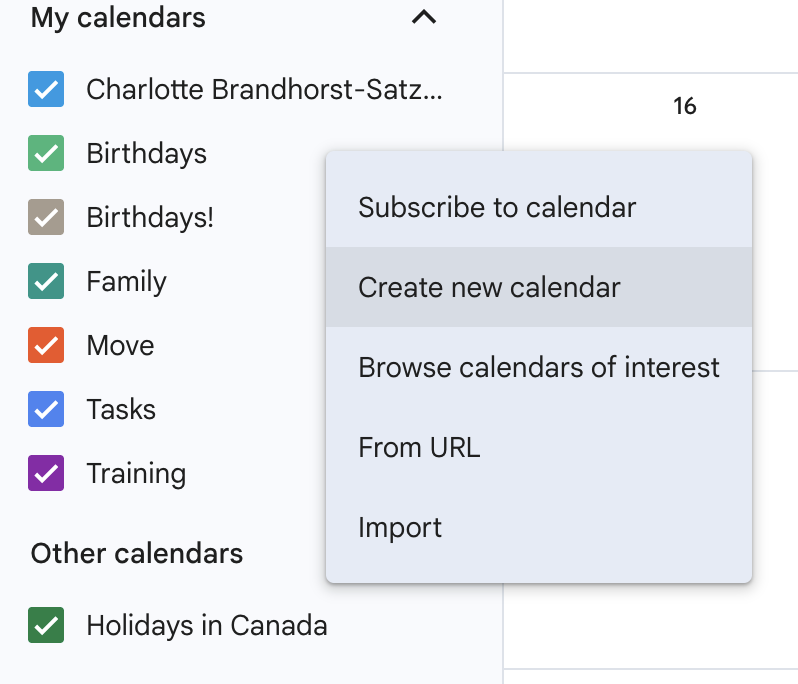 My calendars
Charlotte Brandhorst-Satz...
Birthdays
Birthdays!
Family
Move
Tasks
Training
Other calendars
Holidays in Canada
16
Subscribe to calendar
Create new calendar
Browse calendars of interest
From URL
Import